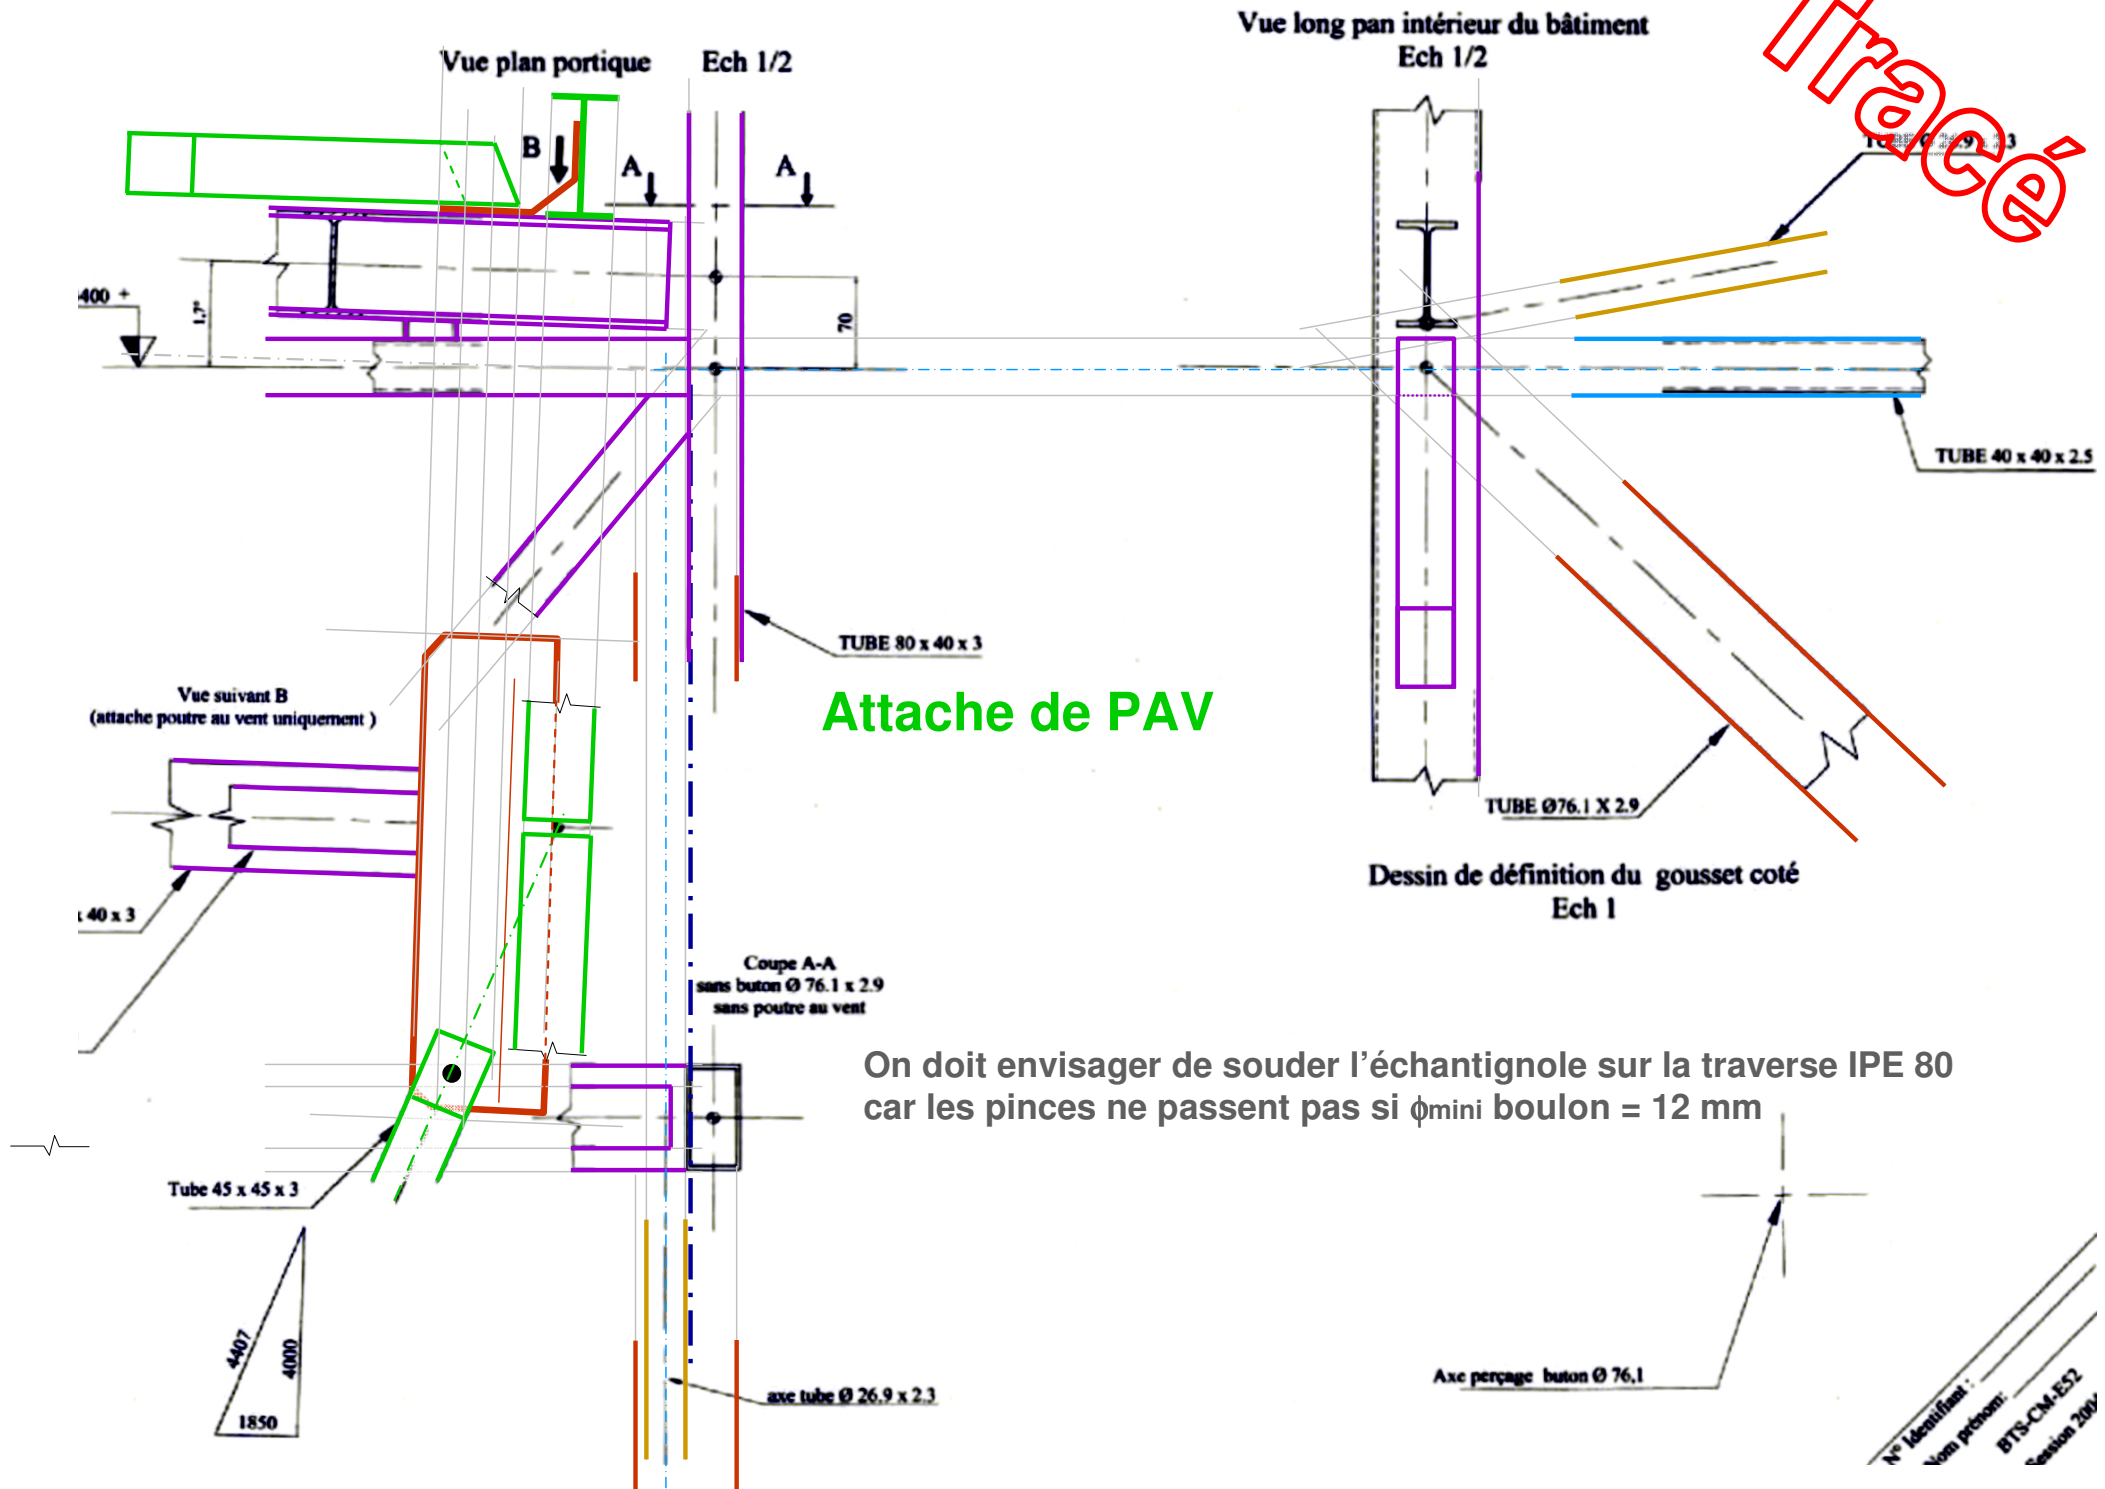 Vue plan portique Ech 1/2
Vue long pan intérieur du bâtiment
Ech 1/2
Tracé
B
A A
400 +
1,7°
70
TUBE 40 x 40 x 2.5
TUBE 80 x 40 x 3
Vue suivant B
(attache poutre au vent uniquement )
Attache de PAV
TUBE Ø76.1 X 2.9
Dessin de définition du gousset coté
Ech 1
40 x 3
Coupe A-A
sans buton Ø 76.1 x 2.9
sans poutre au vent
On doit envisager de souder l’échantignole sur la traverse IPE 80
car les pinces ne passent pas si ϕmini boulon = 12 mm
Tube 45 x 45 x 3
4407
4000
1850
axe tube Ø 26.9 x 2.3
Axe perçage buton Ø 76,1
N° Identifiant :
Nom prénom:
BTS-CM-E52
Session